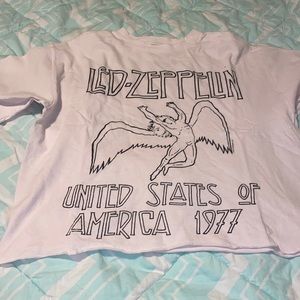 LED-ZEPPELIN
UNITED STATES OF
AMERICA 1977